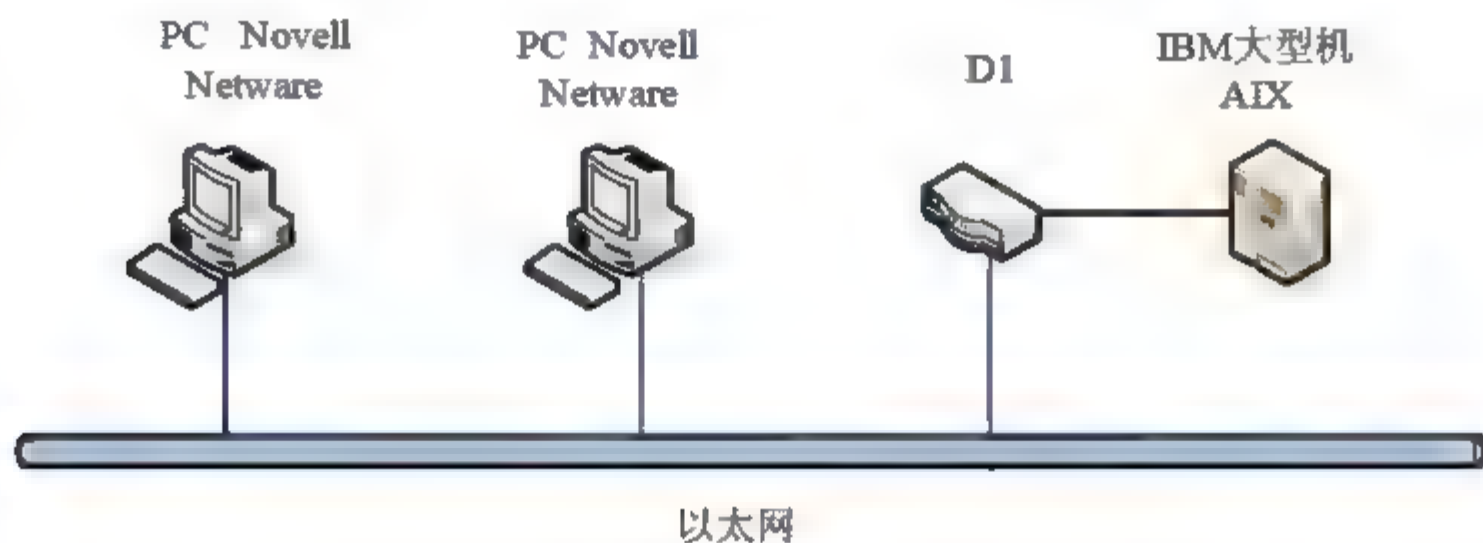 PC Novell
Netware
PC Novell
Netware
D1
IBM大型机
AIX
以太网